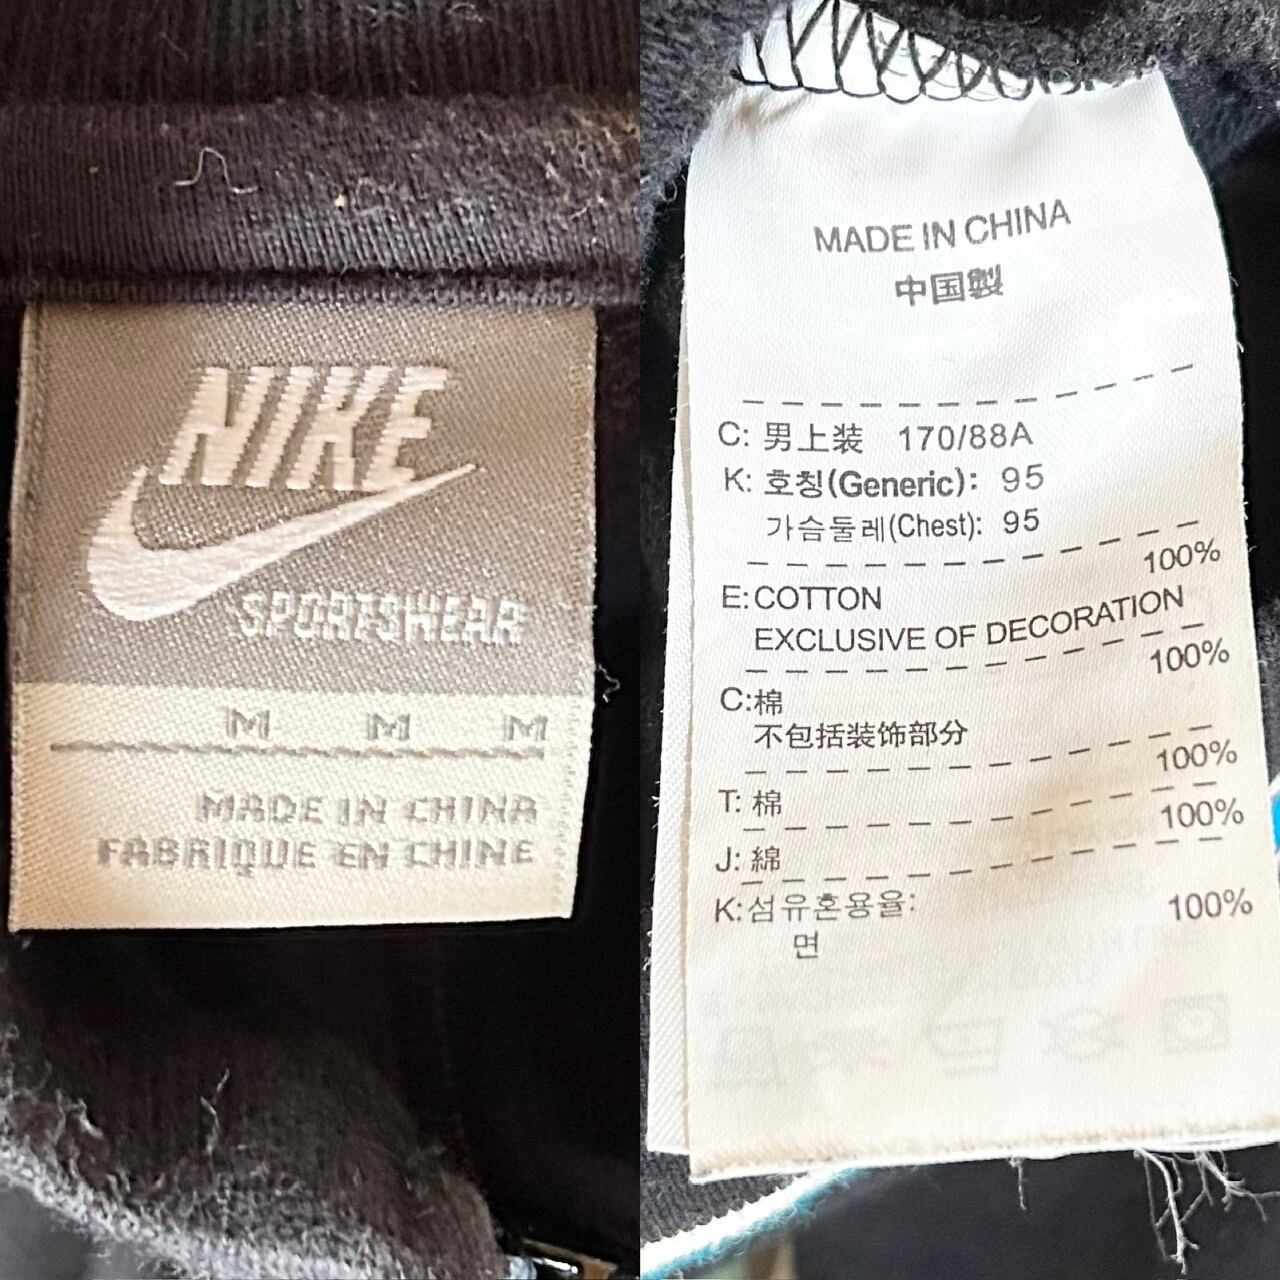 NIKE
SPORTSWEAR
M M M
MADE IN CHINA
FABRIQUE EN CHINE
MADE IN CHINA
中国製
C: 男上装 170/88A
K: 호칭(Generic): 95
가슴둘레(Chest): 95
100%
E:COTTON
EXCLUSIVE OF DECORATION
100%
C:棉
不包括装饰部分
100%
T: 棉
100%
J: 綿
K:섬유혼용율:
100%
면